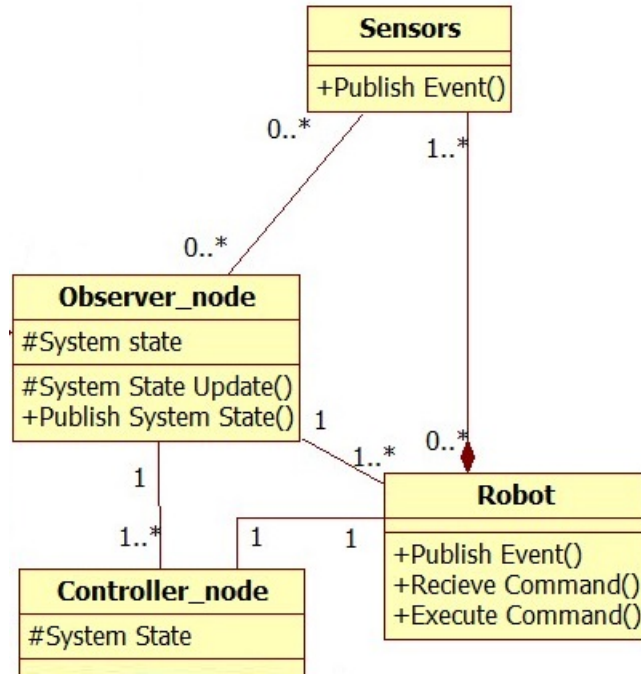 Sensors
+Publish Event()
0..*
1..*
0..*
Observer_node
#System state
#System State Update()
+Publish System State()
1
1..*
0..*
1
Robot
1..*
1
1
+Publish Event()
+Recieve Command()
+Execute Command()
Controller_node
#System State